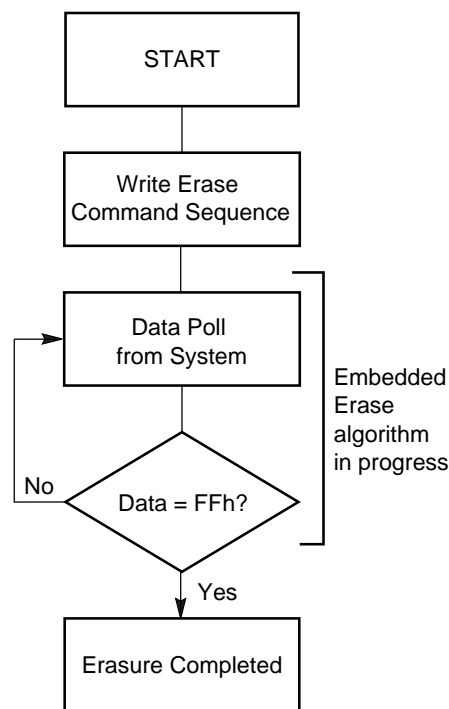 START
Write Erase
Command Sequence
Data Poll
from System
Embedded
Erase
algorithm
in progress
No
Data = FFh?
Yes
Erasure Completed